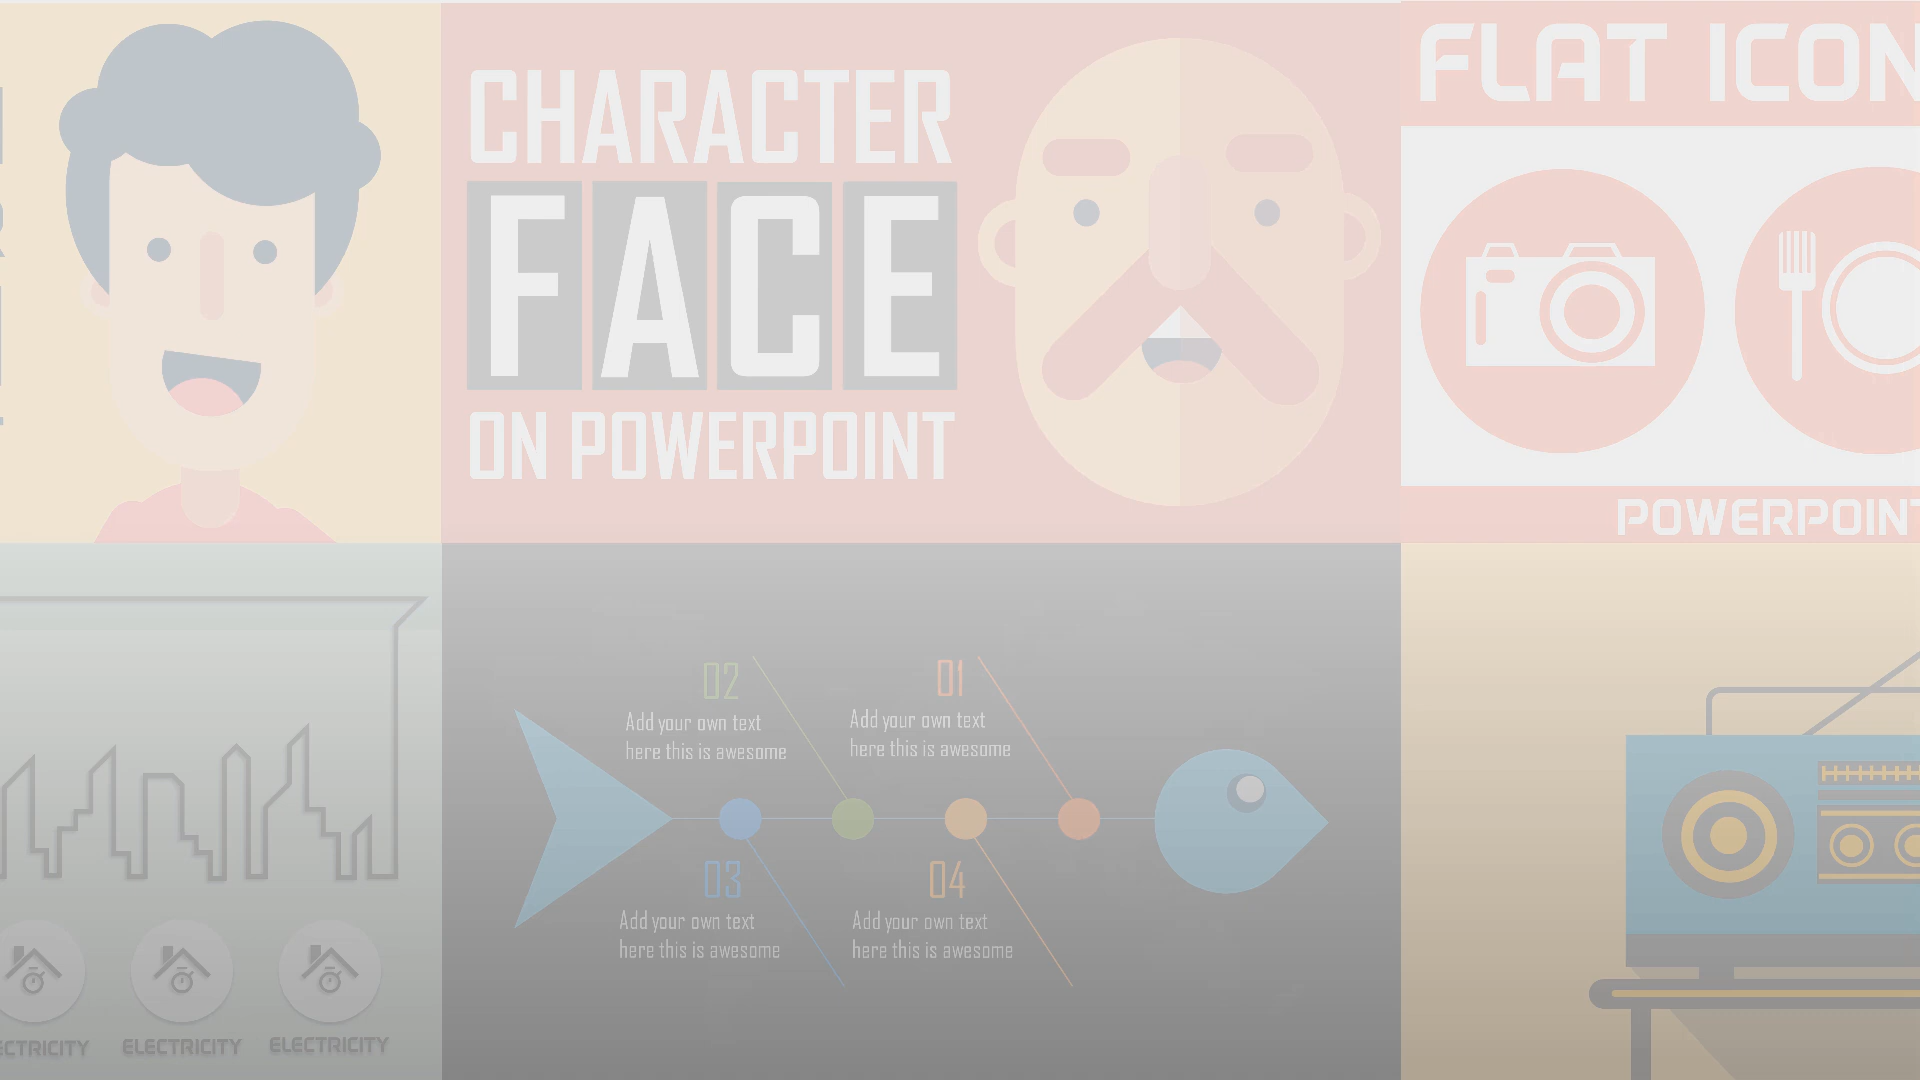 CHARACTER
FACE
ON POWERPOINT
FLAT ICON
POWERPOINT
02
Add your own text
here this is awesome
01
Add your own text
here this is awesome
03
Add your own text
here this is awesome
04
Add your own text
here this is awesome
ECTRICITY
ELECTRICITY
ELECTRICITY